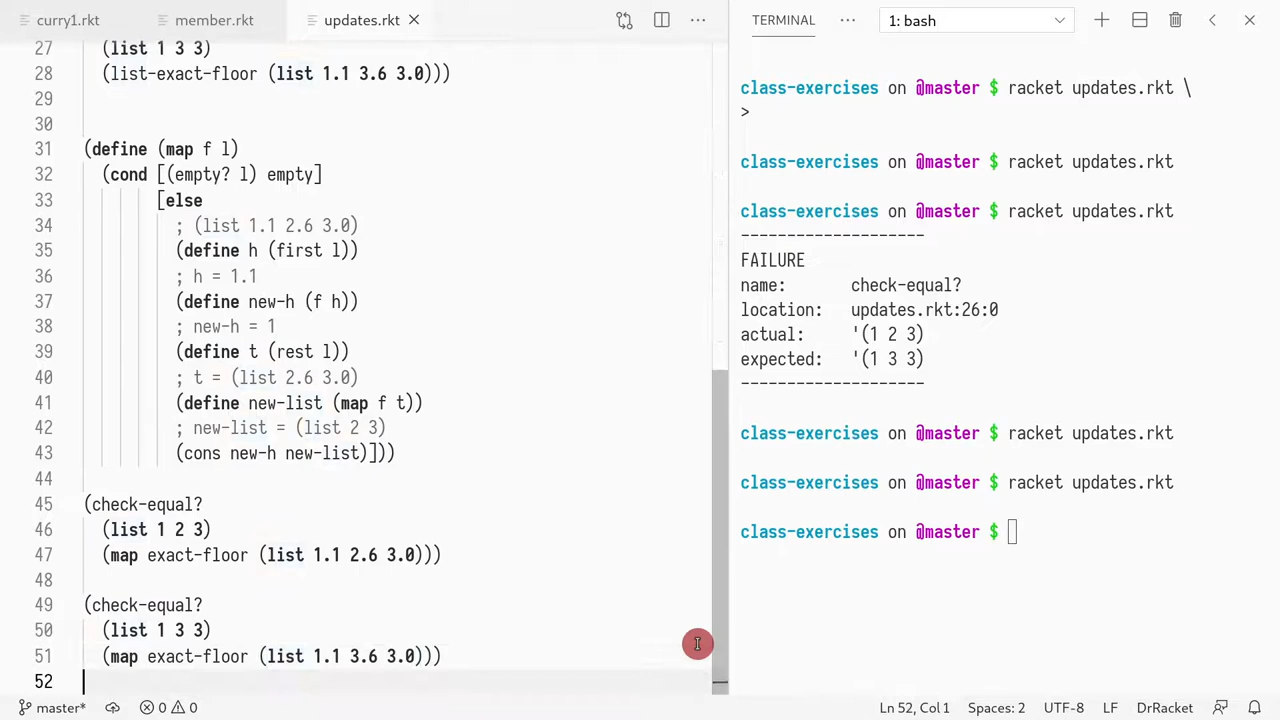 curry1.rkt member.rkt updates.rkt
27 (list 1 3 3)
28 (list-exact-floor (list 1.1 3.6 3.0)))
29
30
31 (define (map f l)
32 (cond [(empty? l) empty]
33 [else
34 ; (list 1.1 2.6 3.0)
35 (define h (first l))
36 ; h = 1.1
37 (define new-h (f h))
38 ; new-h = 1
39 (define t (rest l))
40 ; t = (list 2.6 3.0)
41 (define new-list (map f t))
42 ; new-list = (list 2 3)
43 (cons new-h new-list)]))
44
45 (check-equal?
46 (list 1 2 3)
47 (map exact-floor (list 1.1 2.6 3.0)))
48
49 (check-equal?
50 (list 1 3 3)
51 (map exact-floor (list 1.1 3.6 3.0)))
52
TERMINAL ··· 1: bash
class-exercises on @master $ racket updates.rkt \
>
class-exercises on @master $ racket updates.rkt
class-exercises on @master $ racket updates.rkt
--------------------
FAILURE
name: check-equal?
location: updates.rkt:26:0
actual: '(1 2 3)
expected: '(1 3 3)
--------------------
class-exercises on @master $ racket updates.rkt
class-exercises on @master $ racket updates.rkt
class-exercises on @master $
master* 0 0 Ln 52, Col 1 Spaces: 2 UTF-8 LF DrRacket